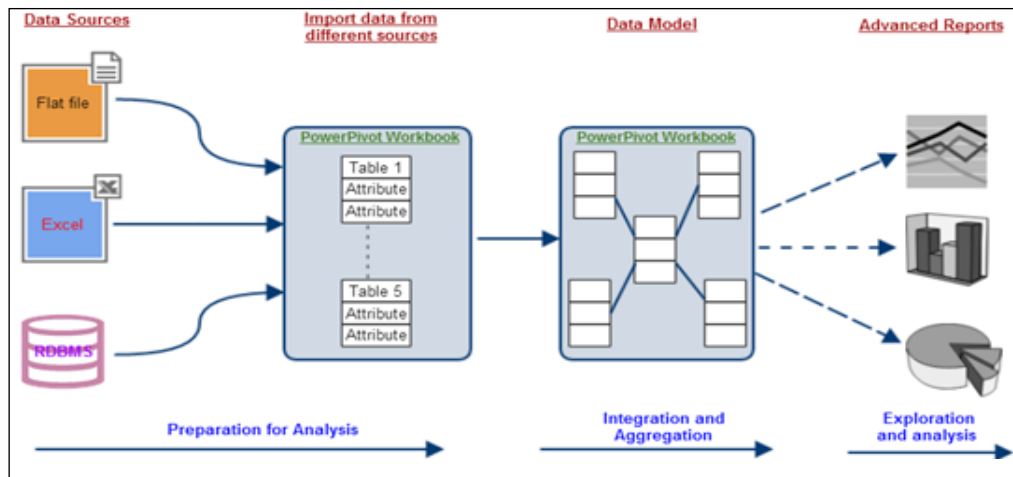 Data Sources
Import data from
different sources
Data Model
Advanced Reports
Flat file
Excel
RDBMS
PowerPivot Workbook
Table 1
Attribute
Attribute
Table 5
Attribute
Attribute
PowerPivot Workbook
Preparation for Analysis
Integration and
Aggregation
Exploration
and analysis